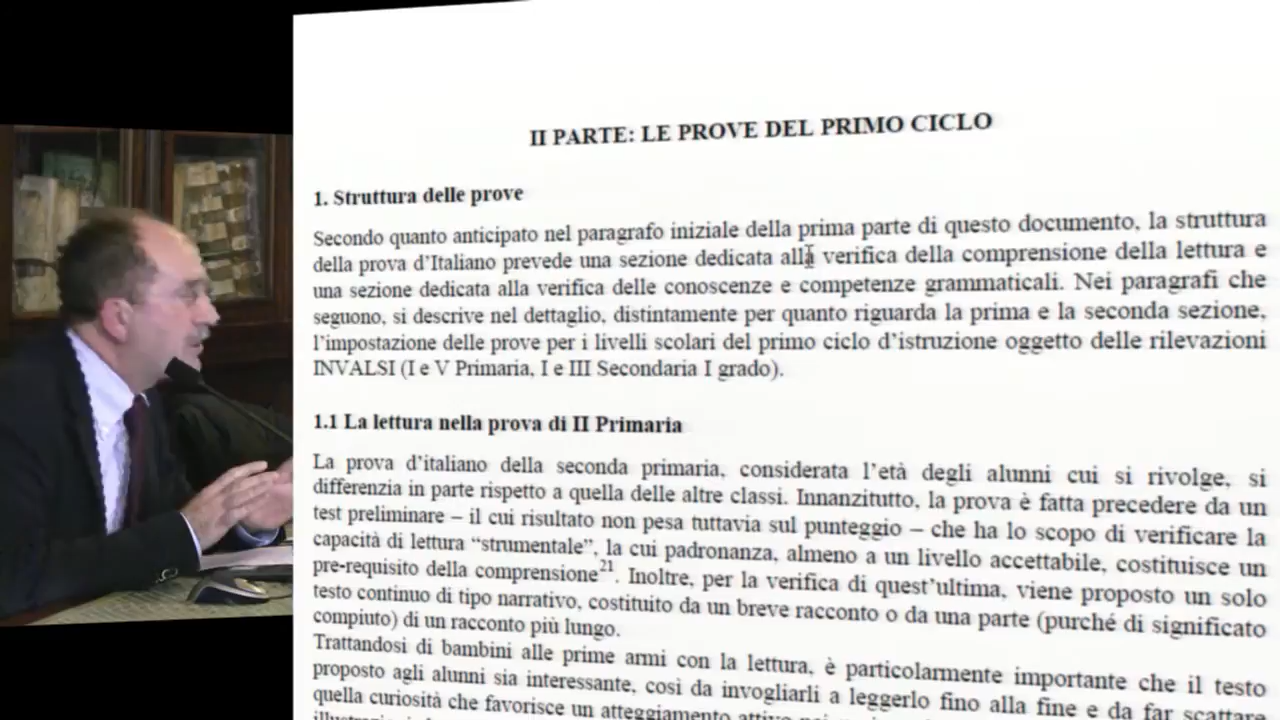 II PARTE: LE PROVE DEL PRIMO CICLO
1. Struttura delle prove
Secondo quanto anticipato nel paragrafo iniziale della prima parte di questo documento, la struttura
della prova d’Italiano prevede una sezione dedicata alla verifica della comprensione della lettura e
una sezione dedicata alla verifica delle conoscenze e competenze grammaticali. Nei paragrafi che
seguono, si descrive nel dettaglio, distintamente per quanto riguarda la prima e la seconda sezione,
l’impostazione delle prove per i livelli scolari del primo ciclo d’istruzione oggetto delle rilevazioni
INVALSI (I e V Primaria, I e III Secondaria I grado).
1.1 La lettura nella prova di II Primaria
La prova d’italiano della seconda primaria, considerata l’età degli alunni cui si rivolge, si
differenzia in parte rispetto a quella delle altre classi. Innanzitutto, la prova è fatta precedere da un
test preliminare – il cui risultato non pesa tuttavia sul punteggio – che ha lo scopo di verificare la
capacità di lettura “strumentale”, la cui padronanza, almeno a un livello accettabile, costituisce un
pre-requisito della comprensione21. Inoltre, per la verifica di quest’ultima, viene proposto un solo
testo continuo di tipo narrativo, costituito da un breve racconto o da una parte (purché di significato
compiuto) di un racconto più lungo.
Trattandosi di bambini alle prime armi con la lettura, è particolarmente importante che il testo
proposto agli alunni sia interessante, così da invogliarli a leggerlo fino alla fine e da far scattare
quella curiosità che favorisce un atteggiamento attivo